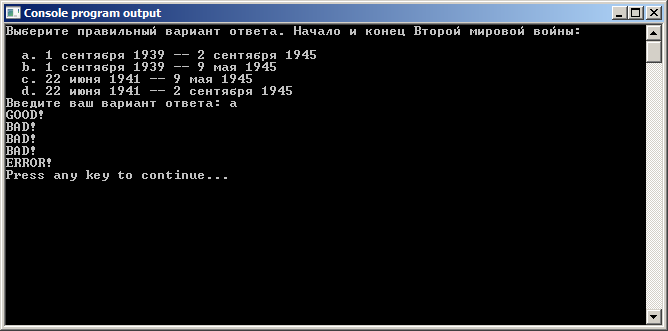 Console program output
Выберите правильный вариант ответа. Начало и конец Второй мировой войны:
a. 1 сентября 1939 -- 2 сентября 1945
b. 1 сентября 1939 -- 9 мая 1945
c. 22 июня 1941 -- 9 мая 1945
d. 22 июня 1941 -- 2 сентября 1945
Введите ваш вариант ответа: a
GOOD!
BAD!
BAD!
BAD!
ERROR!
Press any key to continue...